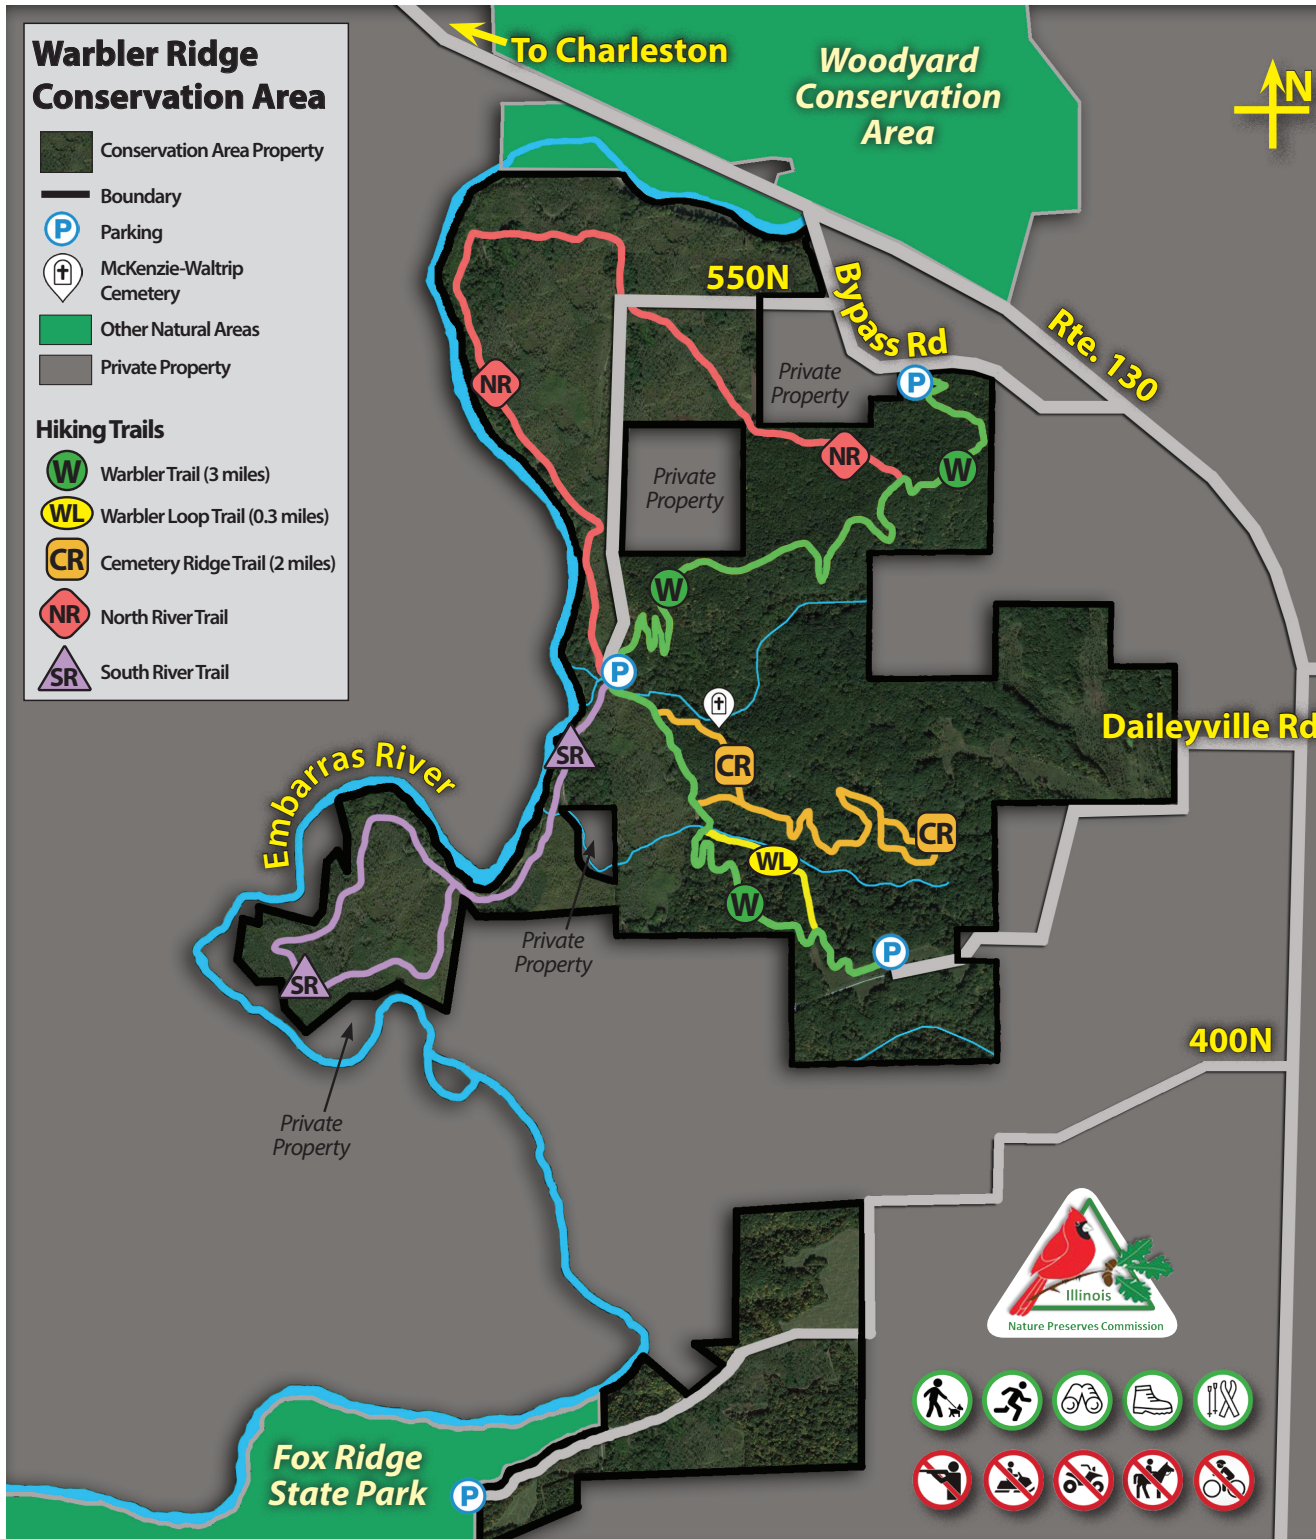 Warbler Ridge
Conservation Area
Conservation Area Property
Boundary
P
Parking
McKenzie-Waltrip
Cemetery
Other Natural Areas
Private Property
Hiking Trails
W
Warbler Trail (3 miles)
WL
Warbler Loop Trail (0.3 miles)
CR
Cemetery Ridge Trail (2 miles)
NR
North River Trail
SR
South River Trail
To Charleston
Woodyard
Conservation
Area
N
550N
Bypass Rd
Rte. 130
Private
Property
P
NR
NR
W
Private
Property
W
P
CR
SR
Daileyville Rd
Embarras River
CR
WL
W
Private
Property
P
SR
400N
Private
Property
Illinois
Nature Preserves Commission
Fox Ridge
State Park
P